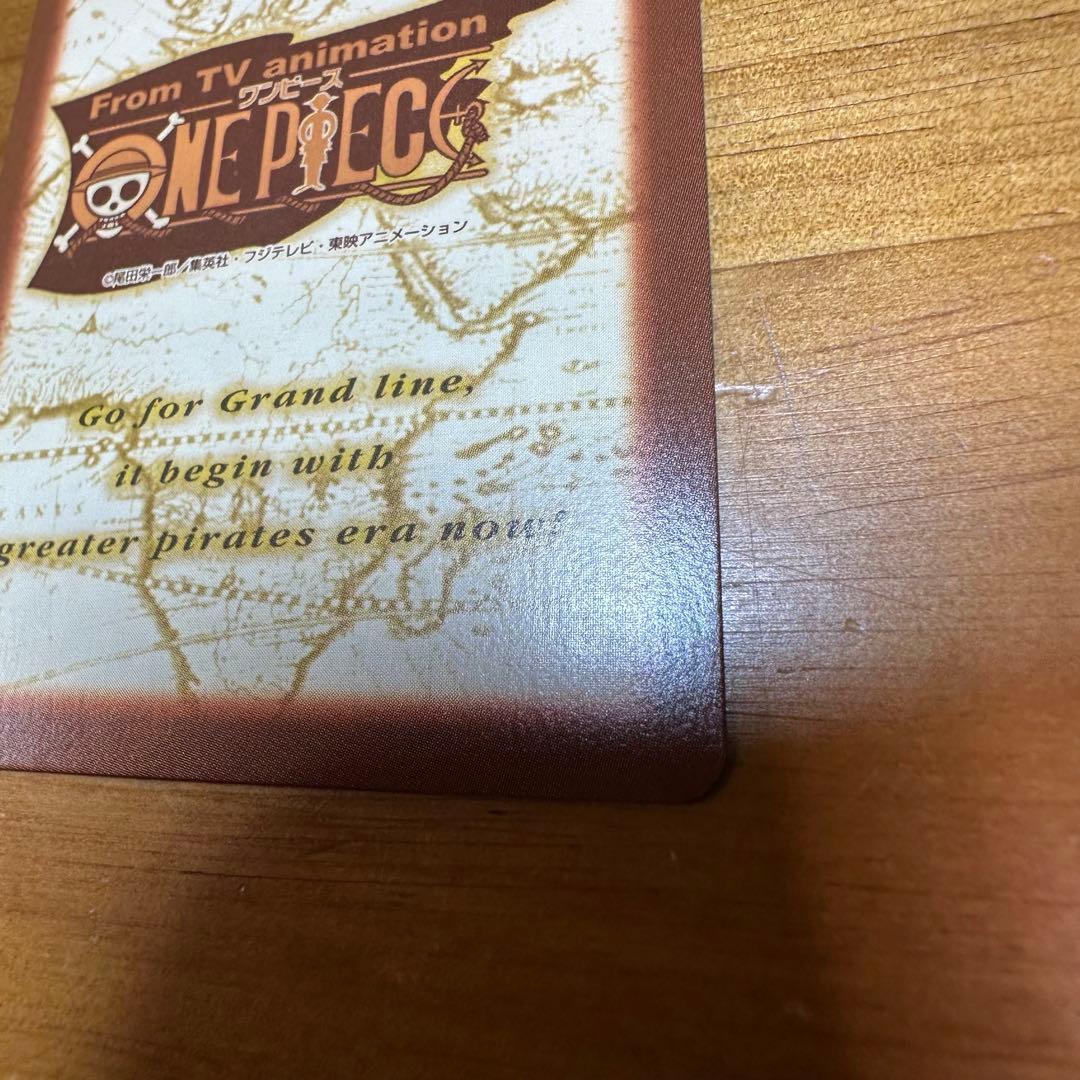 From TV animation
ワンピース
ONE PIECE
©尾田栄一郎/集英社・フジテレビ・東映アニメーション
Go for Grand line,
it begin with
greater pirates era now!